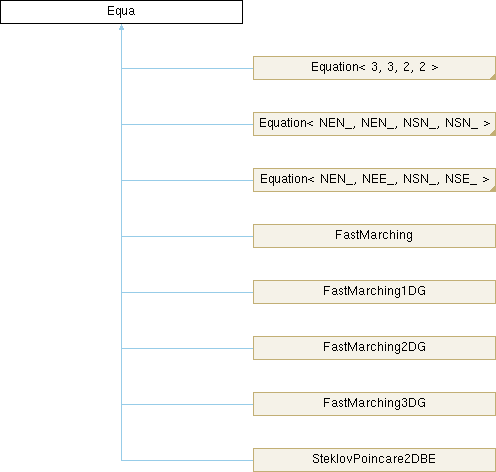 Equa
Equation< 3, 3, 2, 2 >
Equation< NEN_, NEN_, NSN_, NSN_ >
Equation< NEN_, NEE_, NSN_, NSE_ >
FastMarching
FastMarching1DG
FastMarching2DG
FastMarching3DG
SteklovPoincare2DBE